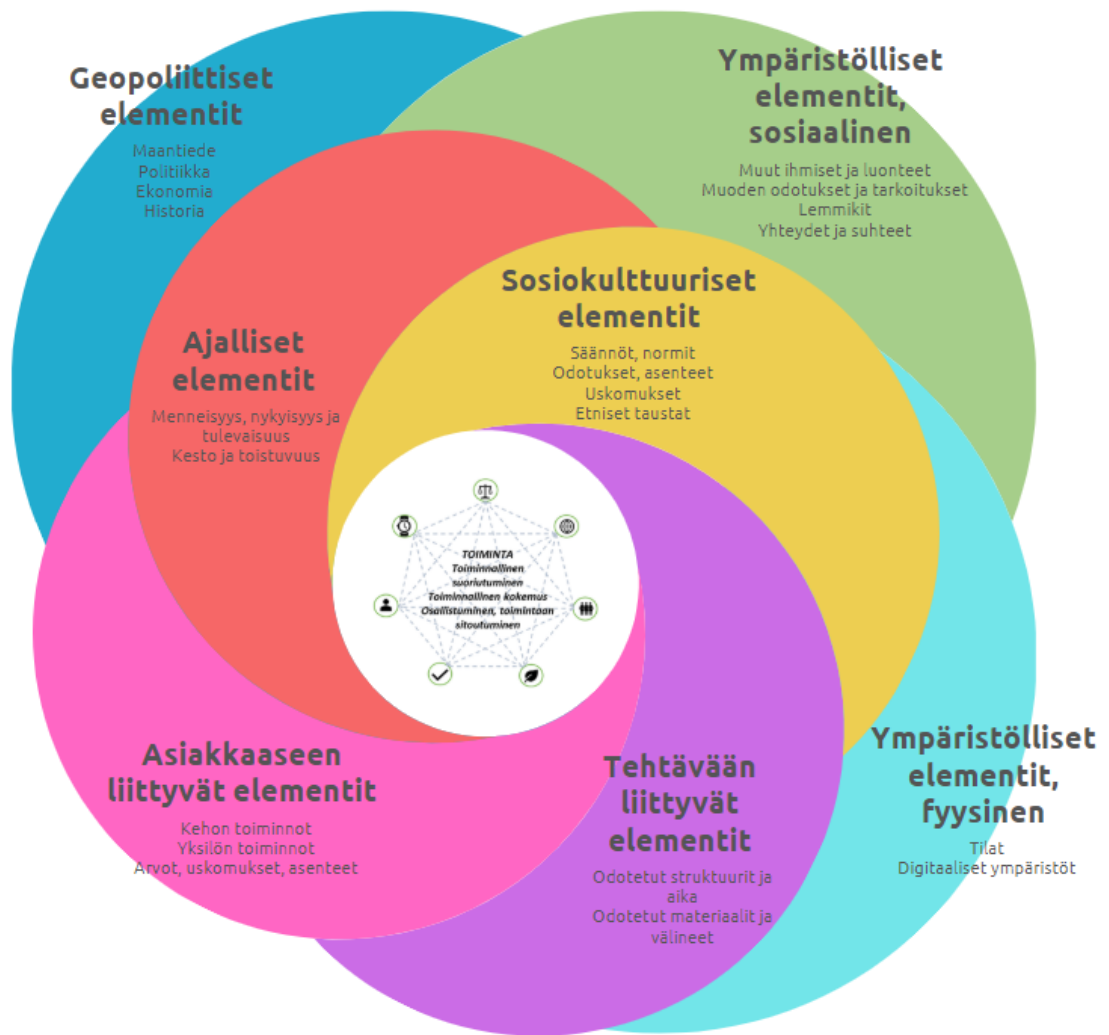 Geopoliittiset
elementit
Maantiede
Politiikka
Ekonomia
Historia
Ympäristölliset
elementit,
sosiaalinen
Muut ihmiset ja luonteet
Muoden odotukset ja tarkoitukset
Lemmikit
Yhteydet ja suhteet
Sosiokulttuuriset
elementit
Säännöt, normit
Odotukset, asenteet
Uskomukset
Etniset taustat
Ajalliset
elementit
Menneisyys, nykyisyys ja
tulevaisuus
Kesto ja toistuvuus
TOIMINTA
Toiminnallinen
suoriutuminen
Toiminnallinen kokemus
Osallistuminen, toimintaan
sitoutuminen
Asiakkaaseen
liittyvät elementit
Kehon toiminnot
Yksilön toiminnot
Arvot, uskomukset, asenteet
Tehtävään
liittyvät
elementit
Odotetut struktuurit ja
aika
Odotetut materiaalit ja
välineet
Ympäristölliset
elementit,
fyysinen
Tilat
Digitaaliset ympäristöt